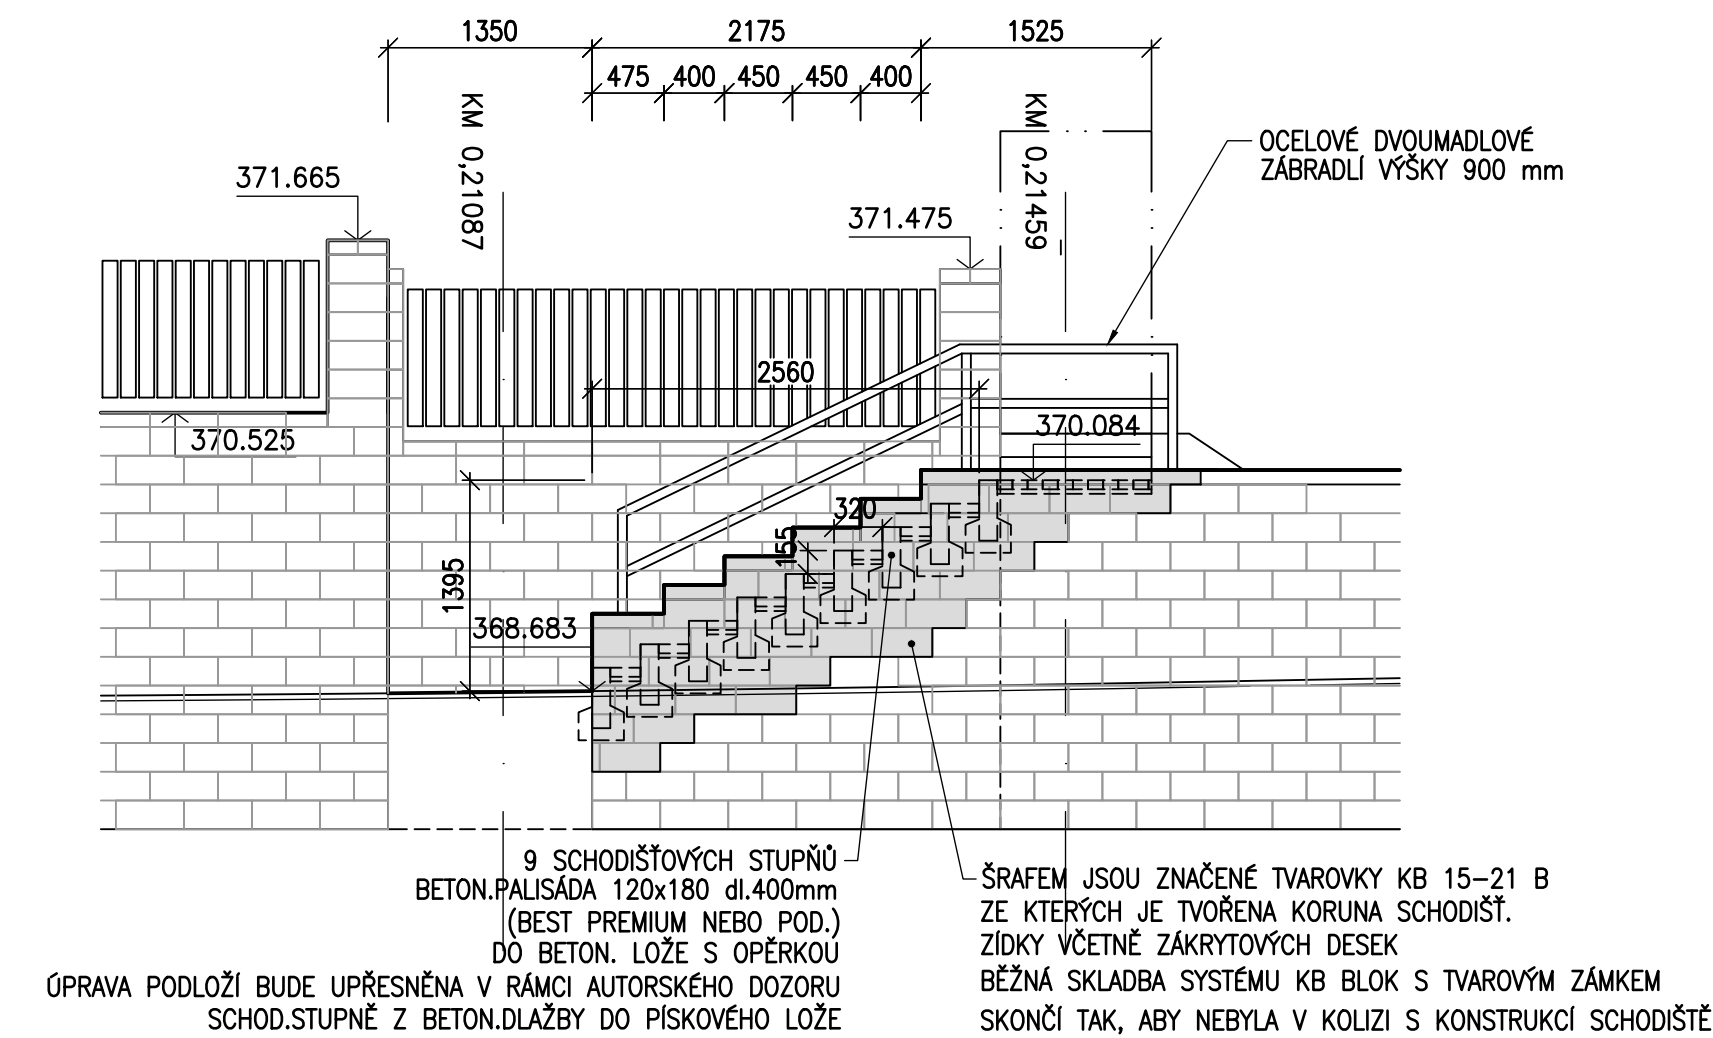 1350
2175
1525
475
400
450
450
400
KM 0,21087
KM 0,21459
OCELOVÉ DVOUMADLOVÉ
ZÁBRADLÍ VÝŠKY 900 mm
371.665
371.475
2560
370.525
370.084
320
155
1395
368.683
9 SCHODIŠŤOVÝCH STUPŇŮ
BETON.PALISÁDA 120x180 dl.400mm
(BEST PREMIUM NEBO POD.)
DO BETON. LOŽE S OPĚRKOU
ÚPRAVA PODLOŽÍ BUDE UPŘESNĚNA V RÁMCI AUTORSKÉHO DOZORU
SCHOD.STUPNĚ Z BETON.DLAŽBY DO PÍSKOVÉHO LOŽE
ŠRAFEM JSOU ZNAČENÉ TVAROVKY KB 15-21 B
ZE KTERÝCH JE TVOŘENA KORUNA SCHODIŠŤ.
ZÍDKY VČETNĚ ZÁKRYTOVÝCH DESEK
BĚŽNÁ SKLADBA SYSTÉMU KB BLOK S TVAROVÝM ZÁMKEM
SKONČÍ TAK, ABY NEBYLA V KOLIZI S KONSTRUKCÍ SCHODIŠTĚ